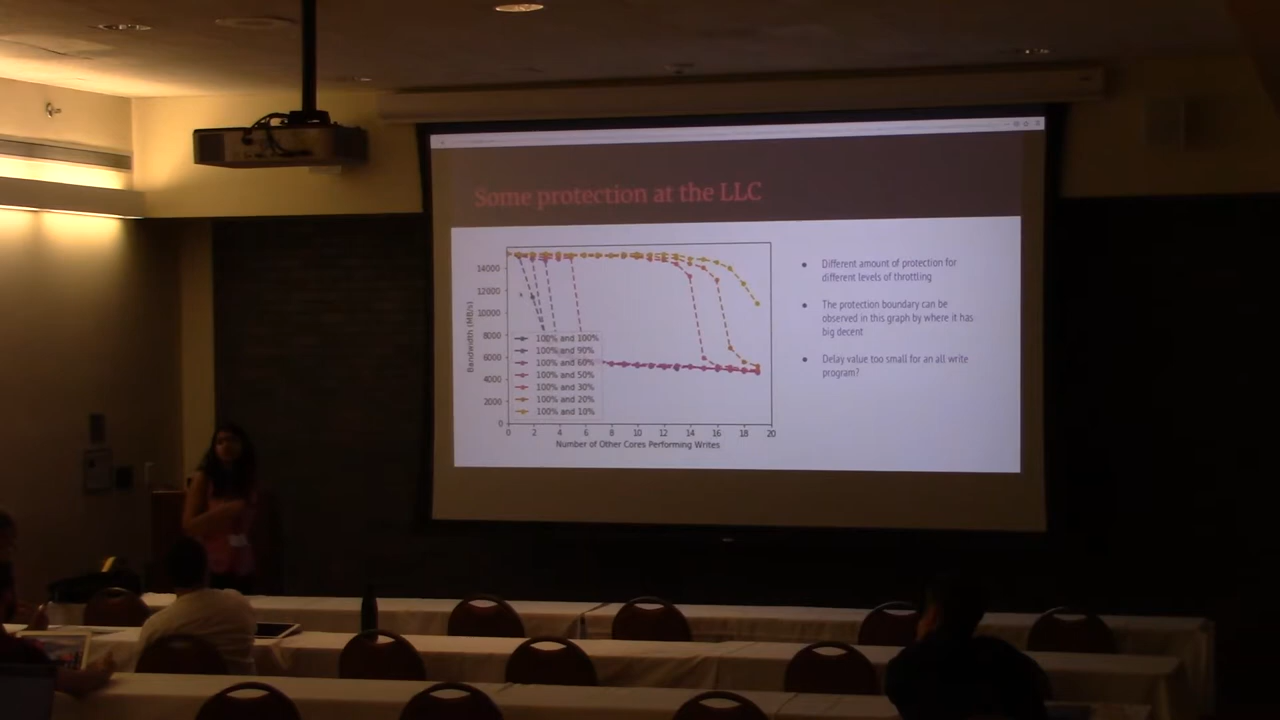 Some protection at the LLC
14000
12000
10000
8000
6000
4000
2000
0
Bandwidth (MB/s)
100% and 100%
100% and 90%
100% and 60%
100% and 50%
100% and 30%
100% and 20%
100% and 10%
0 2 4 6 8 10 12 14 16 18 20
Number of Other Cores Performing Writes
Different amount of protection for
different levels of throttling
The protection boundary can be
observed in this graph by where it has
big decent
Delay value too small for an all write
program?